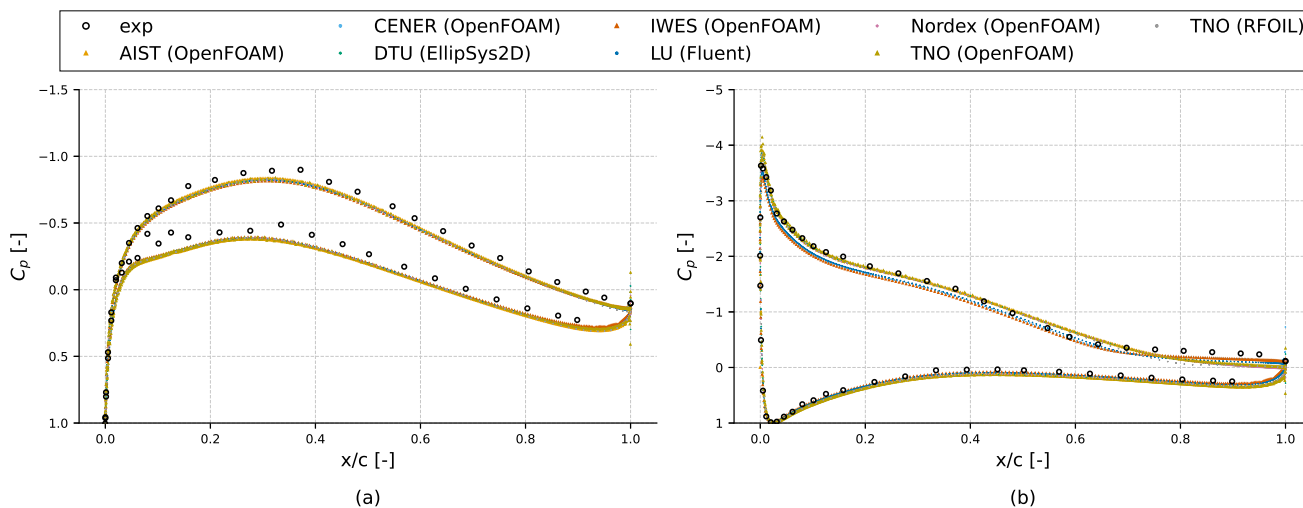 exp CENER (OpenFOAM) IWES (OpenFOAM) Nordex (OpenFOAM) TNO (RFOIL)
AIST (OpenFOAM) DTU (EllipSys2D) LU (Fluent) TNO (OpenFOAM)
−1.5
−1.0
−0.5
0.0
0.5
1.0
Cp [-]
0.0 0.2 0.4 0.6 0.8 1.0
x/c [-]
(a)
−5
−4
−3
−2
−1
0
1
Cp [-]
0.0 0.2 0.4 0.6 0.8 1.0
x/c [-]
(b)